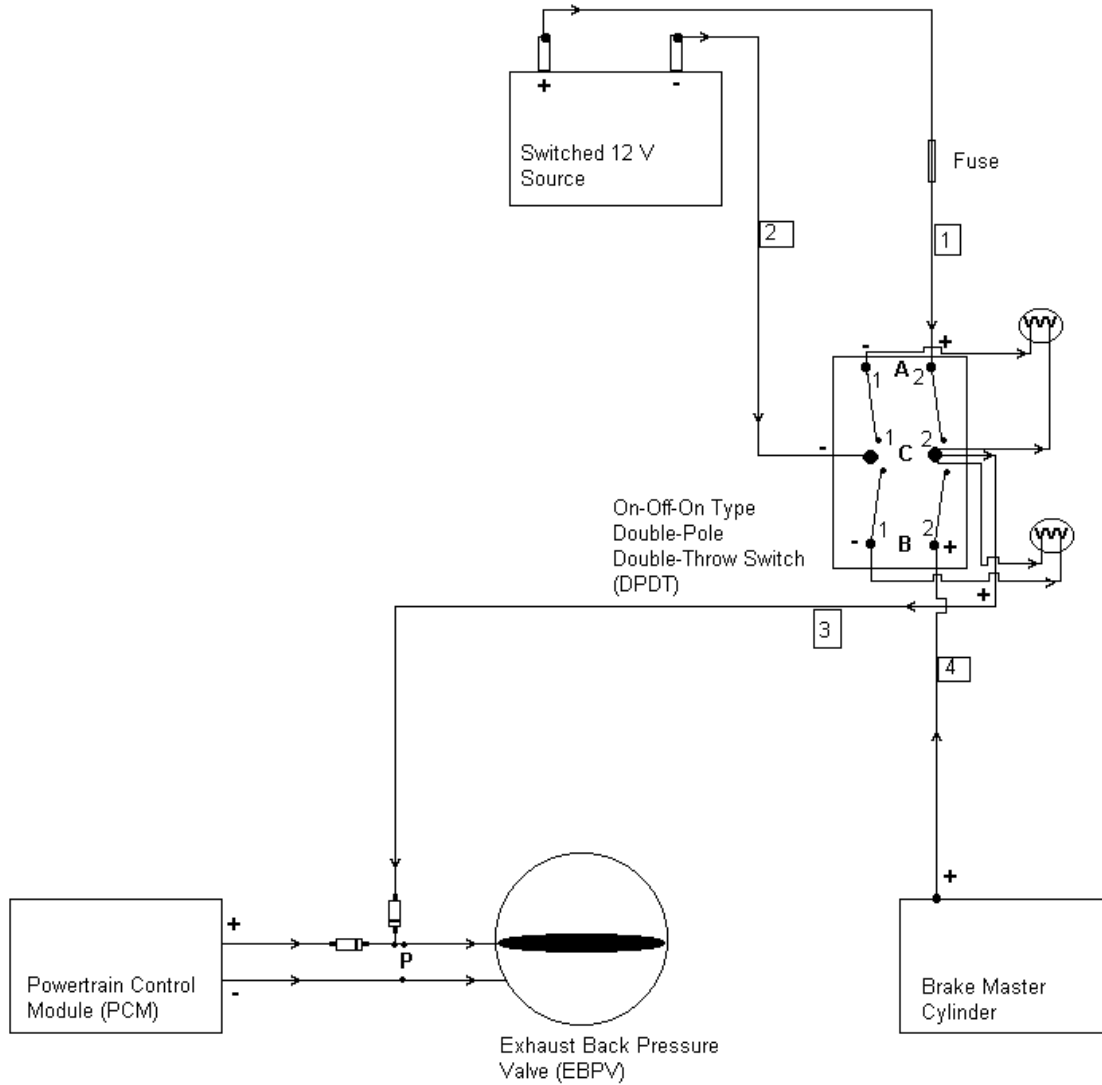 + -
Switched 12 V
Source
Fuse
2
1
- +
1 A 2
- 1 C 2
On-Off-On Type
Double-Pole
Double-Throw Switch
(DPDT)
1 2
- B +
+
3
4
+
+
P
-
Powertrain Control
Module (PCM)
Exhaust Back Pressure
Valve (EBPV)
Brake Master
Cylinder